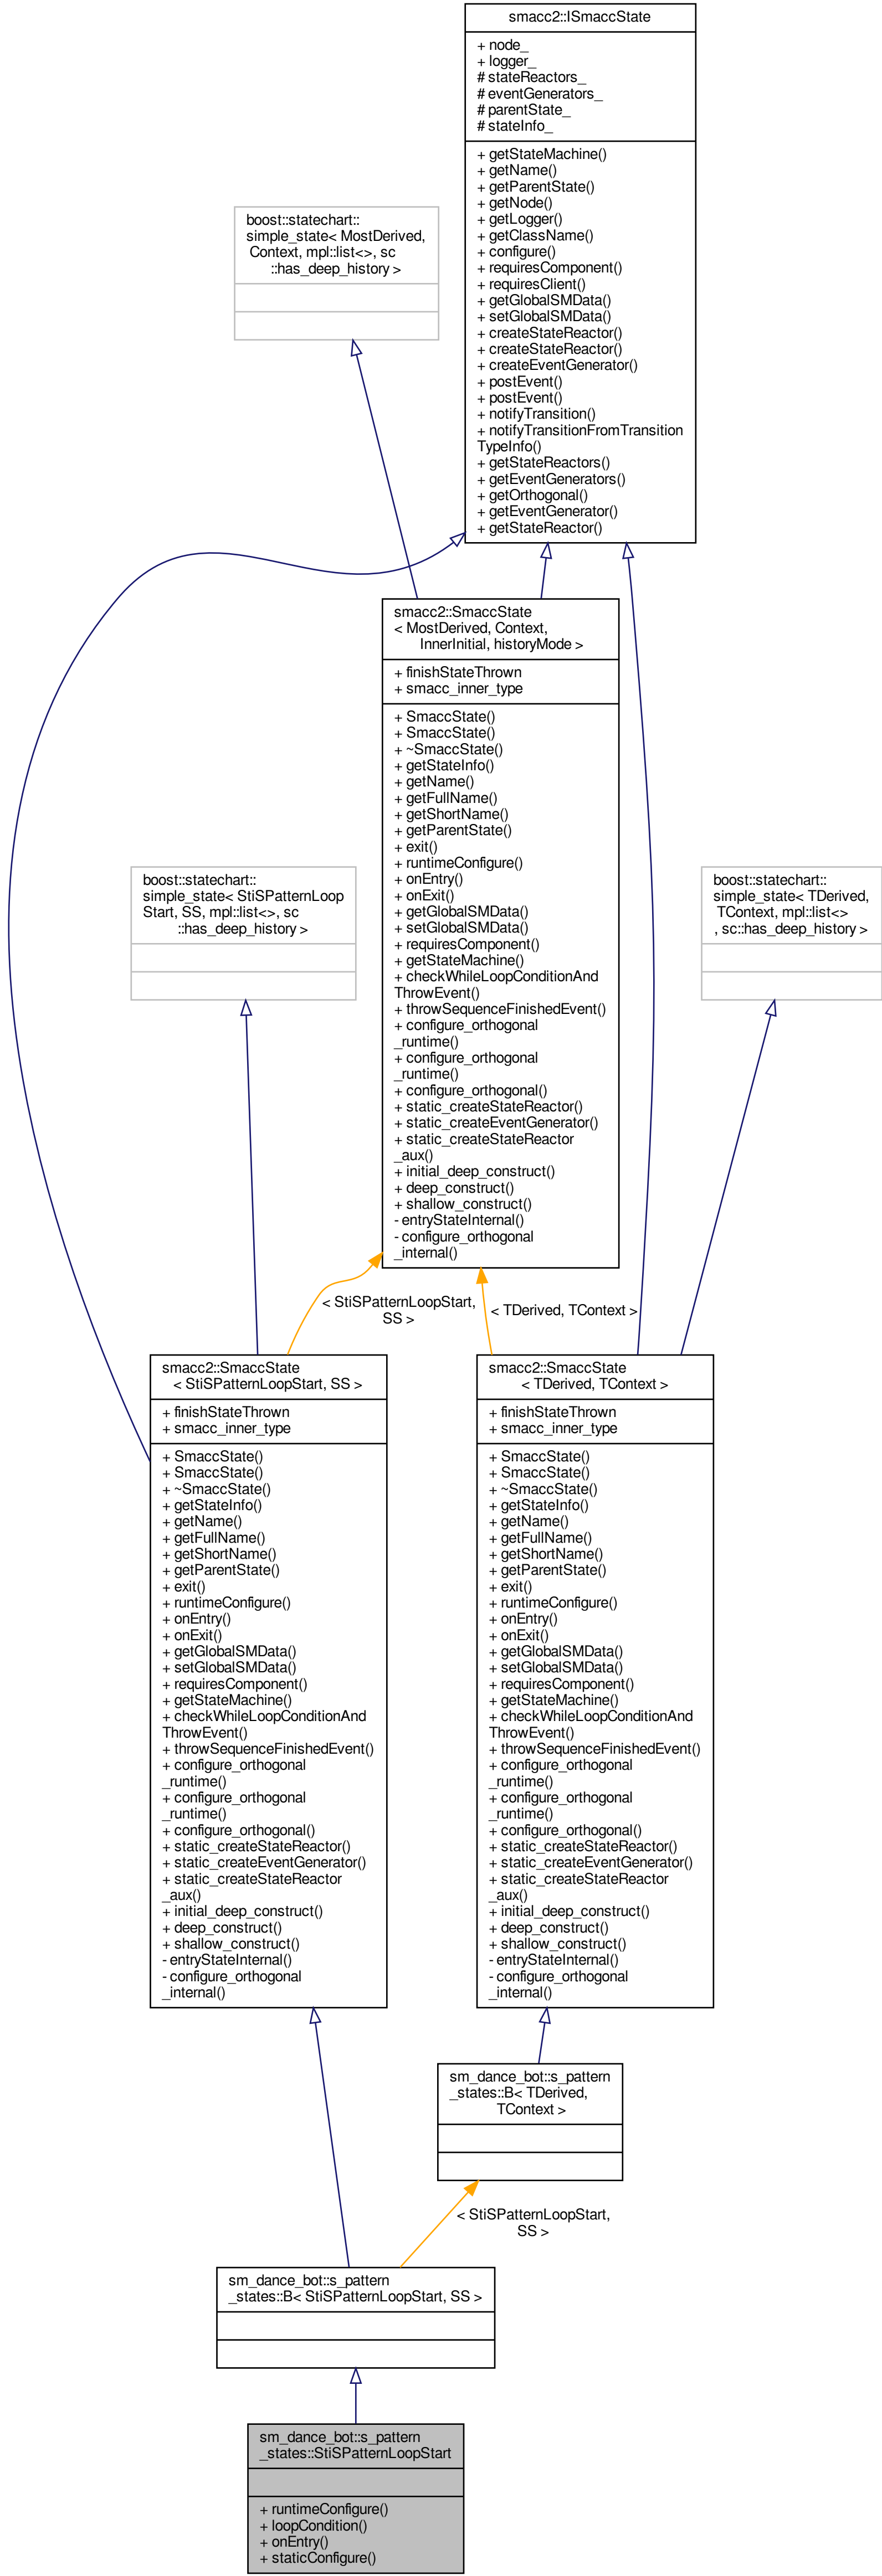 smacc2::ISmaccState
+ node_
+ logger_
# stateReactors_
# eventGenerators_
# parentState_
# stateInfo_
+ getStateMachine()
+ getName()
+ getParentState()
+ getNode()
+ getLogger()
+ getClassName()
+ configure()
+ requiresComponent()
+ requiresClient()
+ getGlobalSMData()
+ setGlobalSMData()
+ createStateReactor()
+ createStateReactor()
+ createEventGenerator()
+ postEvent()
+ postEvent()
+ notifyTransition()
+ notifyTransitionFromTransition
TypeInfo()
+ getStateReactors()
+ getEventGenerators()
+ getOrthogonal()
+ getEventGenerator()
+ getStateReactor()
boost::statechart::
simple_state< MostDerived,
Context, mpl::list<>, sc
::has_deep_history >
smacc2::SmaccState
< MostDerived, Context,
InnerInitial, historyMode >
+ finishStateThrown
+ smacc_inner_type
+ SmaccState()
+ SmaccState()
+ ~SmaccState()
+ getStateInfo()
+ getName()
+ getFullName()
+ getShortName()
+ getParentState()
+ exit()
+ runtimeConfigure()
+ onEntry()
+ onExit()
+ getGlobalSMData()
+ setGlobalSMData()
+ requiresComponent()
+ getStateMachine()
+ checkWhileLoopConditionAnd
ThrowEvent()
+ throwSequenceFinishedEvent()
+ configure_orthogonal
_runtime()
+ configure_orthogonal
_runtime()
+ configure_orthogonal()
+ static_createStateReactor()
+ static_createEventGenerator()
+ static_createStateReactor
_aux()
+ initial_deep_construct()
+ deep_construct()
+ shallow_construct()
- entryStateInternal()
- configure_orthogonal
_internal()
boost::statechart::
simple_state< StiSPatternLoop
Start, SS, mpl::list<>, sc
::has_deep_history >
boost::statechart::
simple_state< TDerived,
TContext, mpl::list<>
, sc::has_deep_history >
< StiSPatternLoopStart,
SS >
< TDerived, TContext >
smacc2::SmaccState
< StiSPatternLoopStart, SS >
+ finishStateThrown
+ smacc_inner_type
+ SmaccState()
+ SmaccState()
+ ~SmaccState()
+ getStateInfo()
+ getName()
+ getFullName()
+ getShortName()
+ getParentState()
+ exit()
+ runtimeConfigure()
+ onEntry()
+ onExit()
+ getGlobalSMData()
+ setGlobalSMData()
+ requiresComponent()
+ getStateMachine()
+ checkWhileLoopConditionAnd
ThrowEvent()
+ throwSequenceFinishedEvent()
+ configure_orthogonal
_runtime()
+ configure_orthogonal
_runtime()
+ configure_orthogonal()
+ static_createStateReactor()
+ static_createEventGenerator()
+ static_createStateReactor
_aux()
+ initial_deep_construct()
+ deep_construct()
+ shallow_construct()
- entryStateInternal()
- configure_orthogonal
_internal()
smacc2::SmaccState
< TDerived, TContext >
+ finishStateThrown
+ smacc_inner_type
+ SmaccState()
+ SmaccState()
+ ~SmaccState()
+ getStateInfo()
+ getName()
+ getFullName()
+ getShortName()
+ getParentState()
+ exit()
+ runtimeConfigure()
+ onEntry()
+ onExit()
+ getGlobalSMData()
+ setGlobalSMData()
+ requiresComponent()
+ getStateMachine()
+ checkWhileLoopConditionAnd
ThrowEvent()
+ throwSequenceFinishedEvent()
+ configure_orthogonal
_runtime()
+ configure_orthogonal
_runtime()
+ configure_orthogonal()
+ static_createStateReactor()
+ static_createEventGenerator()
+ static_createStateReactor
_aux()
+ initial_deep_construct()
+ deep_construct()
+ shallow_construct()
- entryStateInternal()
- configure_orthogonal
_internal()
sm_dance_bot::s_pattern
_states::B< TDerived,
TContext >
< StiSPatternLoopStart,
SS >
sm_dance_bot::s_pattern
_states::B< StiSPatternLoopStart, SS >
sm_dance_bot::s_pattern
_states::StiSPatternLoopStart
+ runtimeConfigure()
+ loopCondition()
+ onEntry()
+ staticConfigure()